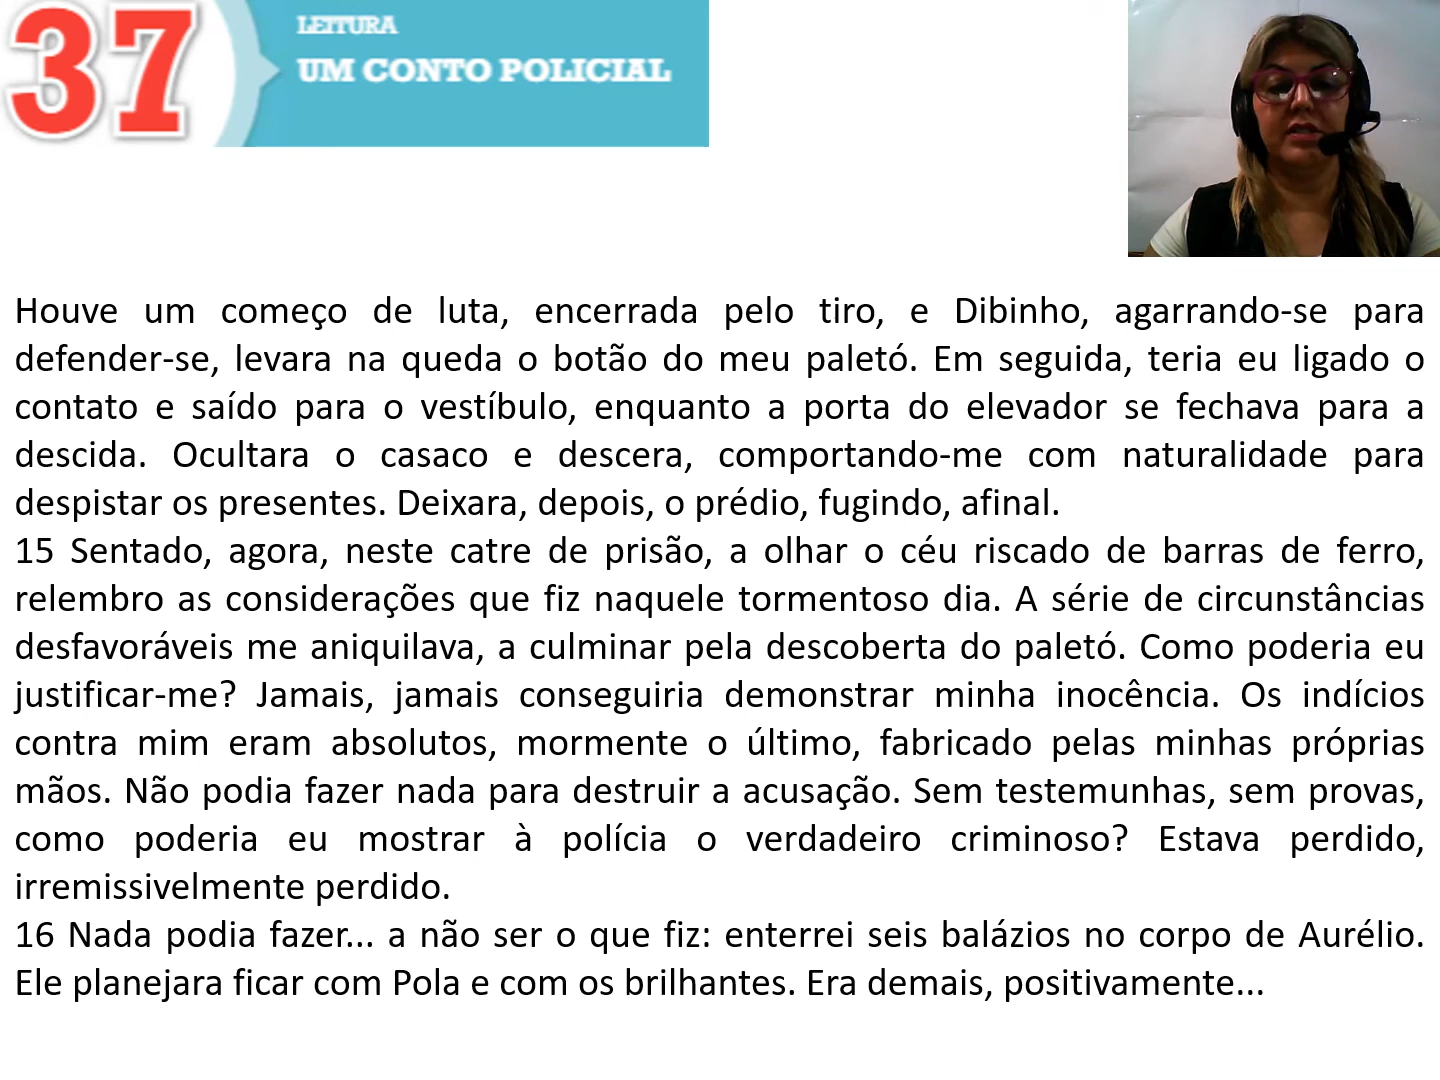 37
LEITURA
UM CONTO POLICIAL
Houve um começo de luta, encerrada pelo tiro, e Dibinho, agarrando-se para
defender-se, levara na queda o botão do meu paletó. Em seguida, teria eu ligado o
contato e saído para o vestíbulo, enquanto a porta do elevador se fechava para a
descida. Ocultara o casaco e descera, comportando-me com naturalidade para
despistar os presentes. Deixara, depois, o prédio, fugindo, afinal.
15 Sentado, agora, neste catre de prisão, a olhar o céu riscado de barras de ferro,
relembro as considerações que fiz naquele tormentoso dia. A série de circunstâncias
desfavoráveis me aniquilava, a culminar pela descoberta do paletó. Como poderia eu
justificar-me? Jamais, jamais conseguiria demonstrar minha inocência. Os indícios
contra mim eram absolutos, mormente o último, fabricado pelas minhas próprias
mãos. Não podia fazer nada para destruir a acusação. Sem testemunhas, sem provas,
como poderia eu mostrar à polícia o verdadeiro criminoso? Estava perdido,
irremissivelmente perdido.
16 Nada podia fazer... a não ser o que fiz: enterrei seis balázios no corpo de Aurélio.
Ele planejara ficar com Pola e com os brilhantes. Era demais, positivamente...